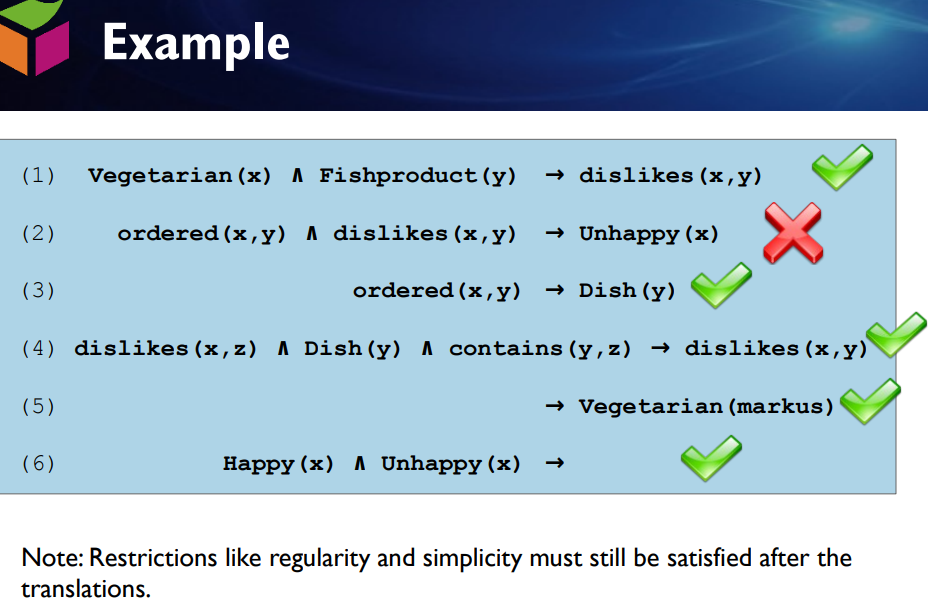 Example
(1) Vegetarian(x) ∧ Fishproduct(y) → dislikes(x,y)
(2) ordered(x,y) ∧ dislikes(x,y) → Unhappy(x)
(3) ordered(x,y) → Dish(y)
(4) dislikes(x,z) ∧ Dish(y) ∧ contains(y,z) → dislikes(x,y)
(5) → Vegetarian(markus)
(6) Happy(x) ∧ Unhappy(x) →
Note: Restrictions like regularity and simplicity must still be satisfied after the
translations.